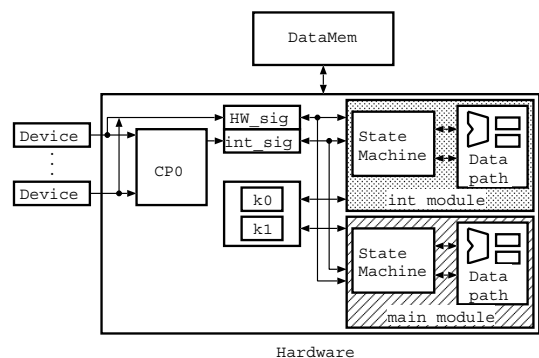 DataMem
HW_sig
int_sig
Device
Device
CP0
k0
k1
State
Machine
Data
path
int module
State
Machine
Data
path
main module
Hardware